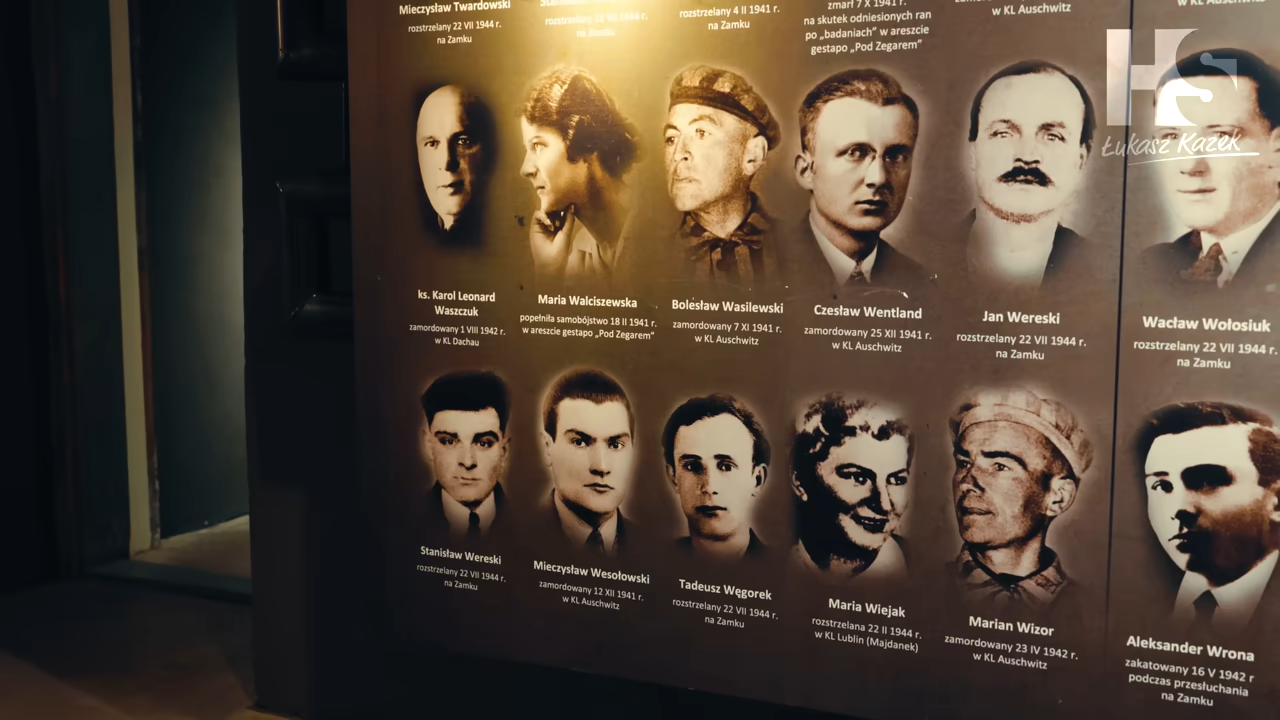 Mieczysław Twardowski
rozstrzelany 22 VII 1944 r.
na Zamku
rozstrzelany 4 II 1941 r.
na Zamku
zmarł 7 X 1941 r.
na skutek odniesionych ran
po „badaniach” w areszcie
gestapo „Pod Zegarem”
w KL Auschwitz
w KL Auschwitz
HS
Łukasz Kazek
ks. Karol Leonard
Waszczuk
zamordowany 1 VIII 1942 r.
w KL Dachau
Maria Walciszewska
popełniła samobójstwo 18 II 1941 r.
w areszcie gestapo „Pod Zegarem”
Bolesław Wasilewski
zamordowany 7 XI 1941 r.
w KL Auschwitz
Czesław Wentland
zamordowany 25 XII 1941 r.
w KL Auschwitz
Jan Wereski
rozstrzelany 22 VII 1944 r.
na Zamku
Wacław Wołosiuk
rozstrzelany 22 VII 1944 r.
na Zamku
Stanisław Wereski
rozstrzelany 22 VII 1944 r.
na Zamku
Mieczysław Wesołowski
zamordowany 12 XII 1941 r.
w KL Auschwitz
Tadeusz Węgorek
rozstrzelany 22 VII 1944 r.
na Zamku
Maria Wiejak
rozstrzelana 22 II 1944 r.
w KL Lublin (Majdanek)
Marian Wizor
zamordowany 23 IV 1942 r.
w KL Auschwitz
Aleksander Wrona
zakatowany 16 V 1942 r
podczas przesłuchania
na Zamku